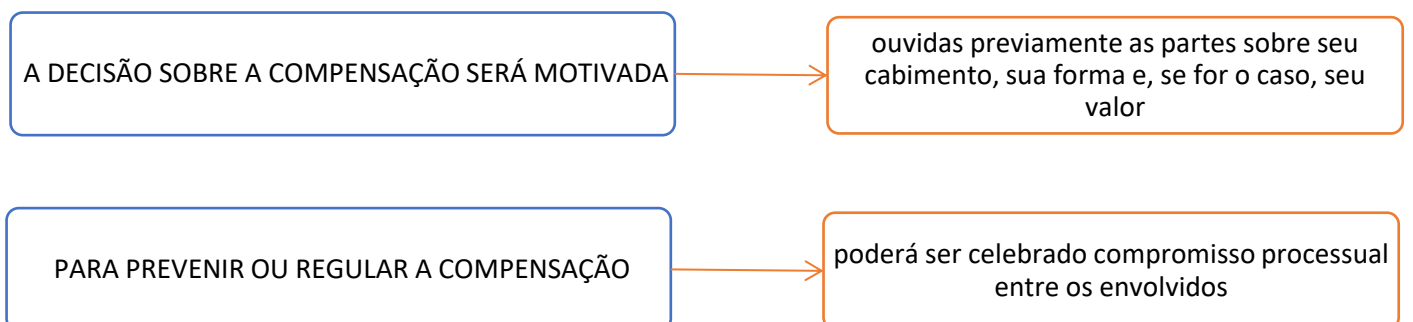 A DECISÃO SOBRE A COMPENSAÇÃO SERÁ MOTIVADA
ouvidas previamente as partes sobre seu
cabimento, sua forma e, se for o caso, seu
valor
PARA PREVENIR OU REGULAR A COMPENSAÇÃO
poderá ser celebrado compromisso processual
entre os envolvidos